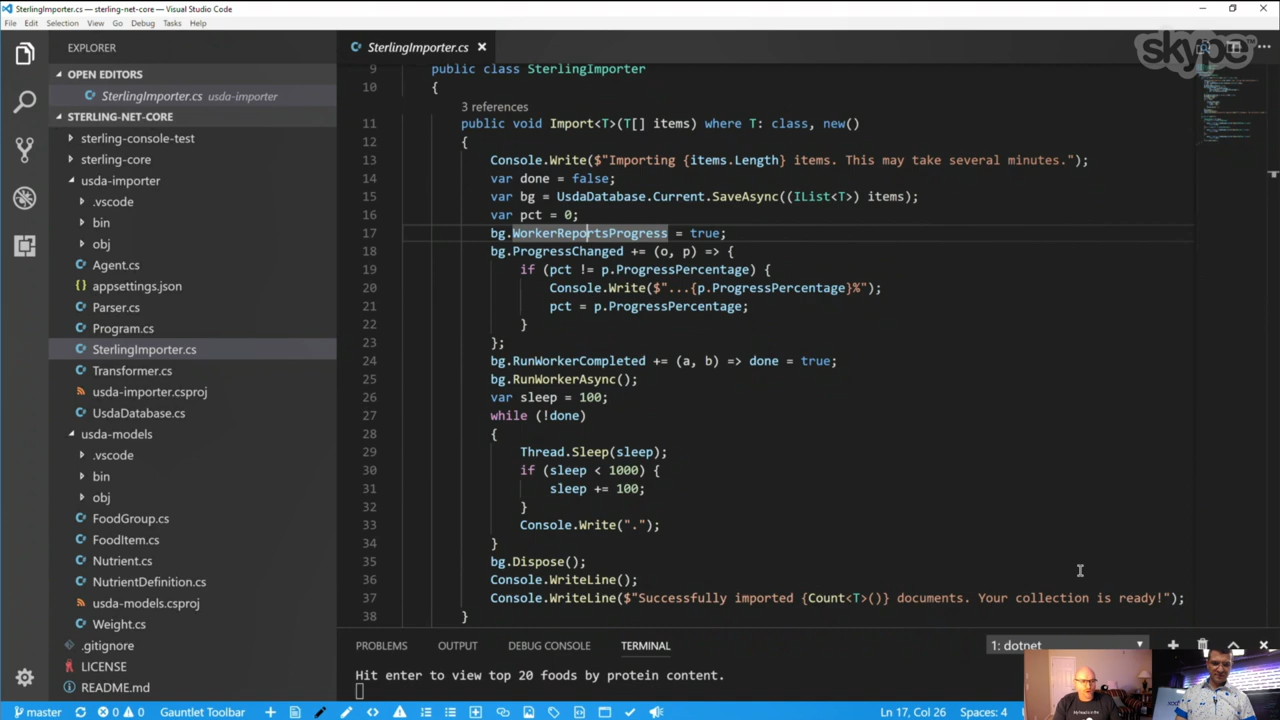 SterlingImporter.cs — sterling-net-core — Visual Studio Code
File Edit Selection View Go Debug Tasks Help
EXPLORER
OPEN EDITORS
SterlingImporter.cs usda-importer
STERLING-NET-CORE
sterling-console-test
sterling-core
usda-importer
.vscode
bin
obj
Agent.cs
appsettings.json
Parser.cs
Program.cs
SterlingImporter.cs
Transformer.cs
usda-importer.csproj
UsdaDatabase.cs
usda-models
.vscode
bin
obj
FoodGroup.cs
FoodItem.cs
Nutrient.cs
NutrientDefinition.cs
usda-models.csproj
Weight.cs
.gitignore
LICENSE
README.md
SterlingImporter.cs
skype™
9 public class SterlingImporter
10 {
3 references
11 public void Import<T>(T[] items) where T: class, new()
12 {
13 Console.Write($"Importing {items.Length} items. This may take several minutes.");
14 var done = false;
15 var bg = UsdaDatabase.Current.SaveAsync((IList<T>) items);
16 var pct = 0;
17 bg.WorkerReportsProgress = true;
18 bg.ProgressChanged += (o, p) => {
19 if (pct != p.ProgressPercentage) {
20 Console.Write($"...{p.ProgressPercentage}%");
21 pct = p.ProgressPercentage;
22 }
23 };
24 bg.RunWorkerCompleted += (a, b) => done = true;
25 bg.RunWorkerAsync();
26 var sleep = 100;
27 while (!done)
28 {
29 Thread.Sleep(sleep);
30 if (sleep < 1000) {
31 sleep += 100;
32 }
33 Console.Write(".");
34 }
35 bg.Dispose();
36 Console.WriteLine();
37 Console.WriteLine($"Successfully imported {Count<T>()} documents. Your collection is ready!");
38 }
PROBLEMS OUTPUT DEBUG CONSOLE TERMINAL 1: dotnet
Hit enter to view top 20 foods by protein content.
master 0 0 Gauntlet Toolbar Ln 17, Col 26 Spaces: 4